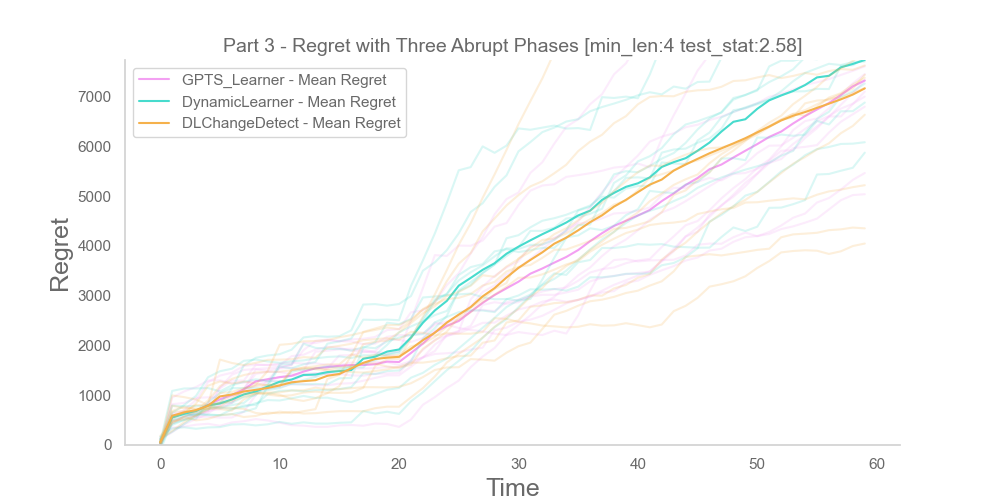 Part 3 - Regret with Three Abrupt Phases [min_len:4 test_stat:2.58]
GPTS_Learner - Mean Regret
DynamicLearner - Mean Regret
DLChangeDetect - Mean Regret
7000
6000
5000
4000
3000
2000
1000
0
Regret
0 10 20 30 40 50 60
Time